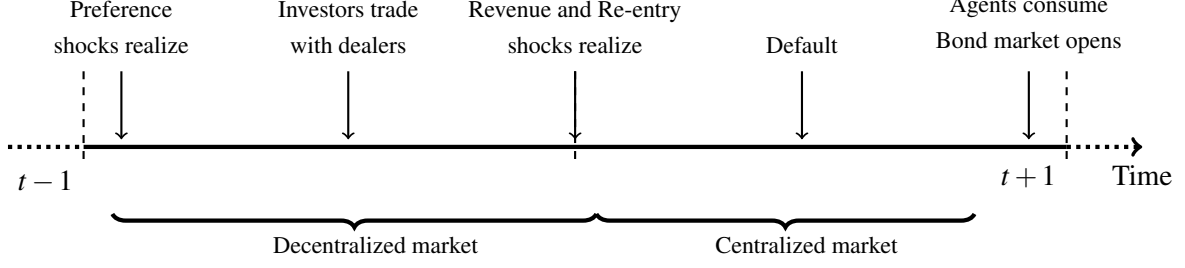 Preference
shocks realize
Investors trade
with dealers
Revenue and Re-entry
shocks realize
Default
Agents consume
Bond market opens
t − 1
t + 1
Time
Decentralized market
Centralized market